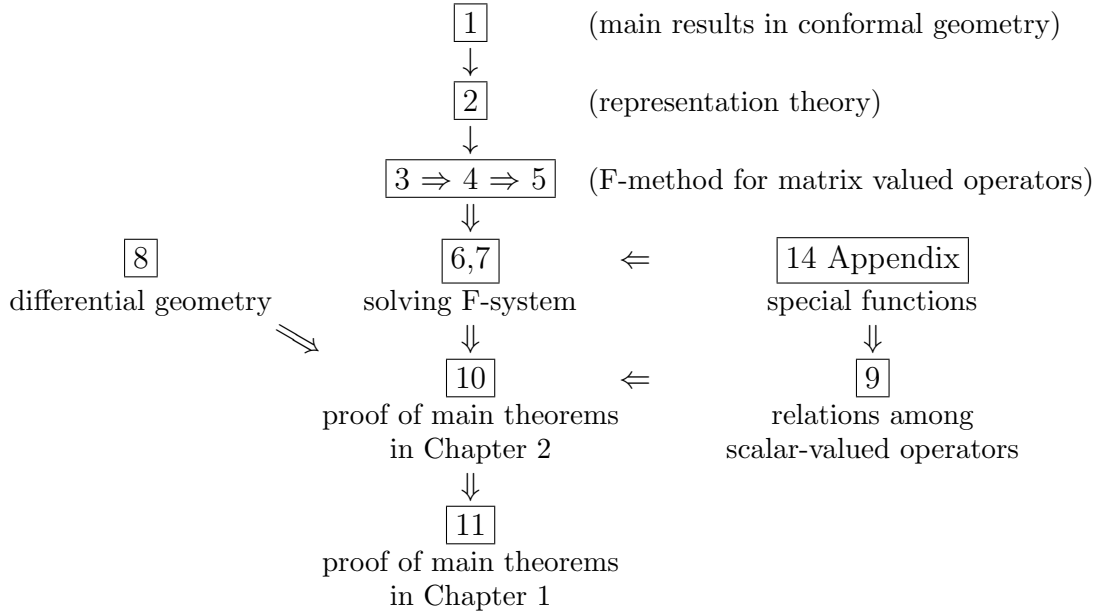 1 (main results in conformal geometry)
↓
2 (representation theory)
↓
3 ⇒ 4 ⇒ 5 (F-method for matrix valued operators)
⇓
8 6,7 ⇐ 14 Appendix
differential geometry solving F-system special functions
⇘ ⇓ ⇓
10 ⇐ 9
proof of main theorems relations among
in Chapter 2 scalar-valued operators
⇓
11
proof of main theorems
in Chapter 1